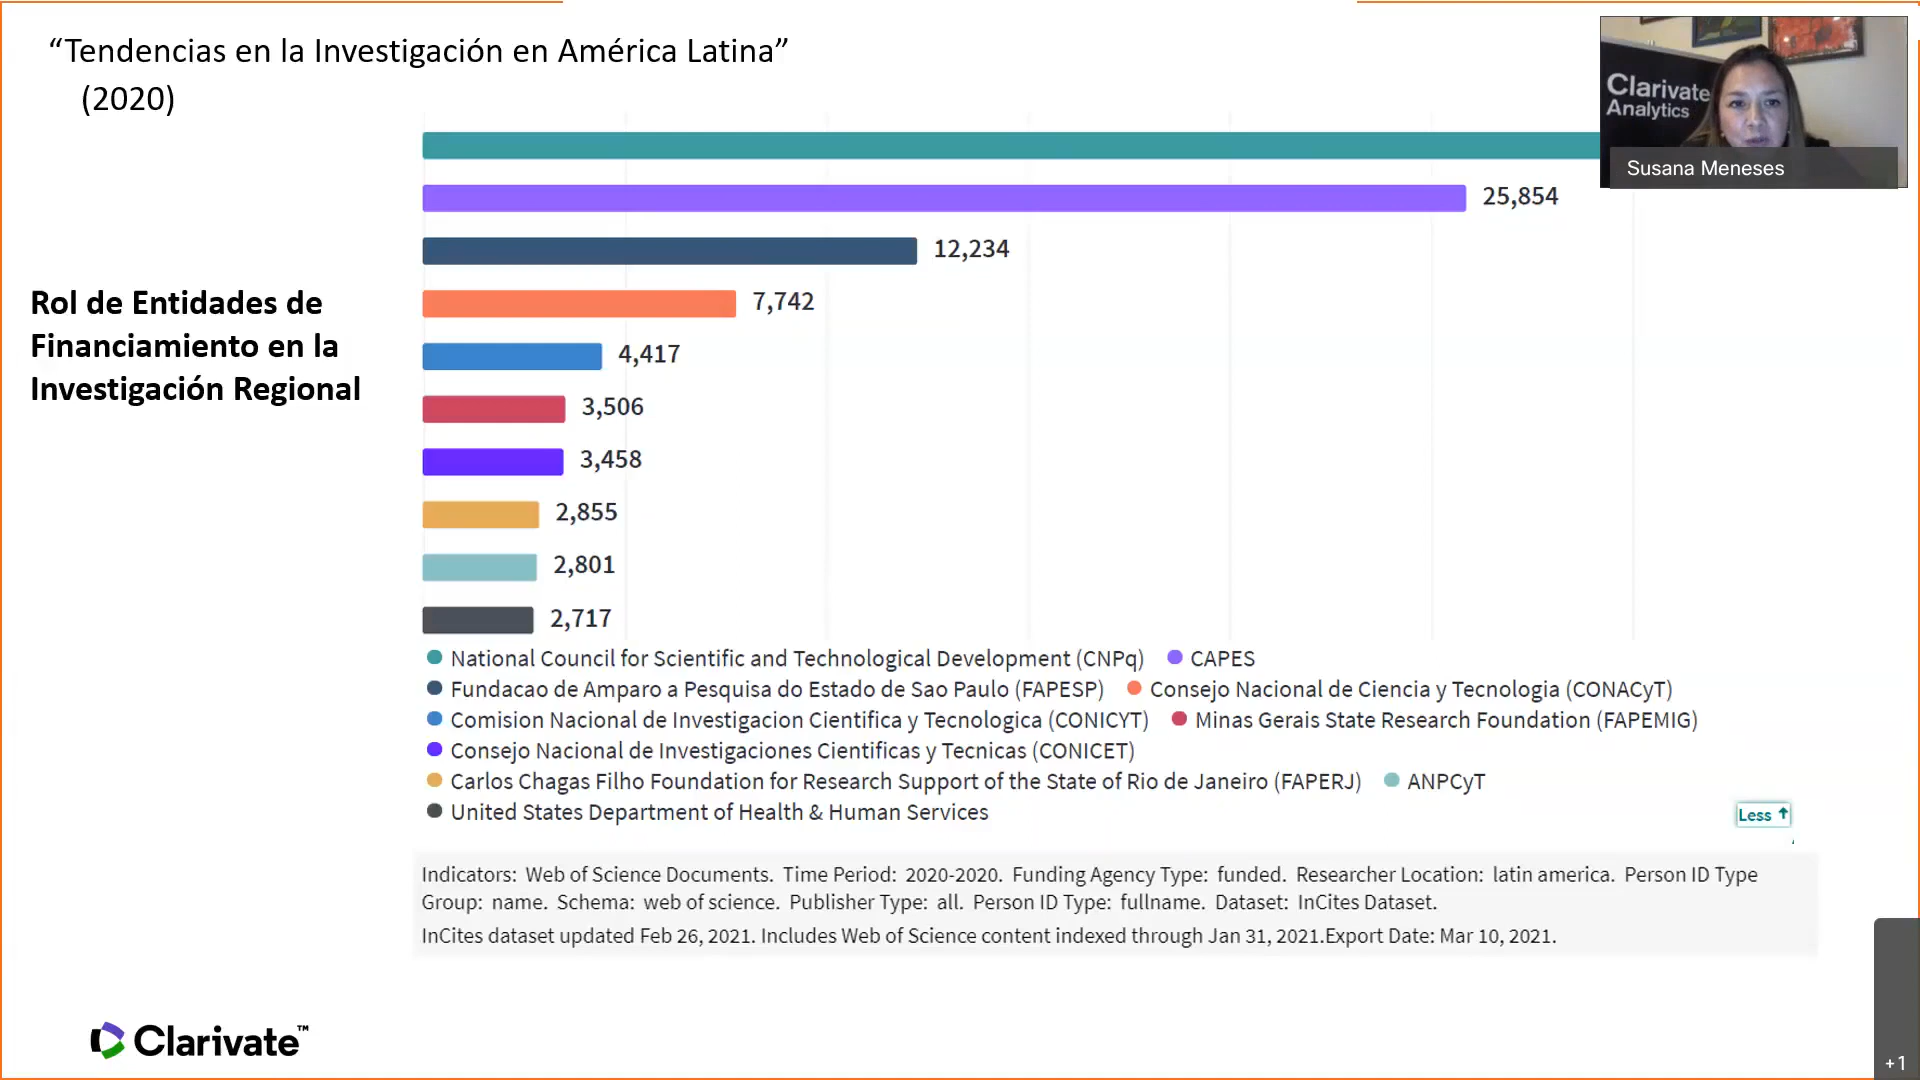 “Tendencias en la Investigación en América Latina”
(2020)
Clarivate
Analytics
Susana Meneses
25,854
12,234
Rol de Entidades de
Financiamiento en la
Investigación Regional
7,742
4,417
3,506
3,458
2,855
2,801
2,717
National Council for Scientific and Technological Development (CNPq) CAPES
Fundacao de Amparo a Pesquisa do Estado de Sao Paulo (FAPESP) Consejo Nacional de Ciencia y Tecnologia (CONACyT)
Comision Nacional de Investigacion Cientifica y Tecnologica (CONICYT) Minas Gerais State Research Foundation (FAPEMIG)
Consejo Nacional de Investigaciones Cientificas y Tecnicas (CONICET)
Carlos Chagas Filho Foundation for Research Support of the State of Rio de Janeiro (FAPERJ) ANPCyT
United States Department of Health & Human Services
Less ↑
Indicators: Web of Science Documents. Time Period: 2020-2020. Funding Agency Type: funded. Researcher Location: latin america. Person ID Type
Group: name. Schema: web of science. Publisher Type: all. Person ID Type: fullname. Dataset: InCites Dataset.
InCites dataset updated Feb 26, 2021. Includes Web of Science content indexed through Jan 31, 2021.Export Date: Mar 10, 2021.
Clarivate™
+1